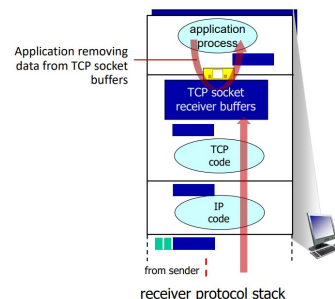 application
process
Application removing
data from TCP socket
buffers
TCP socket
receiver buffers
TCP
code
IP
code
from sender
receiver protocol stack